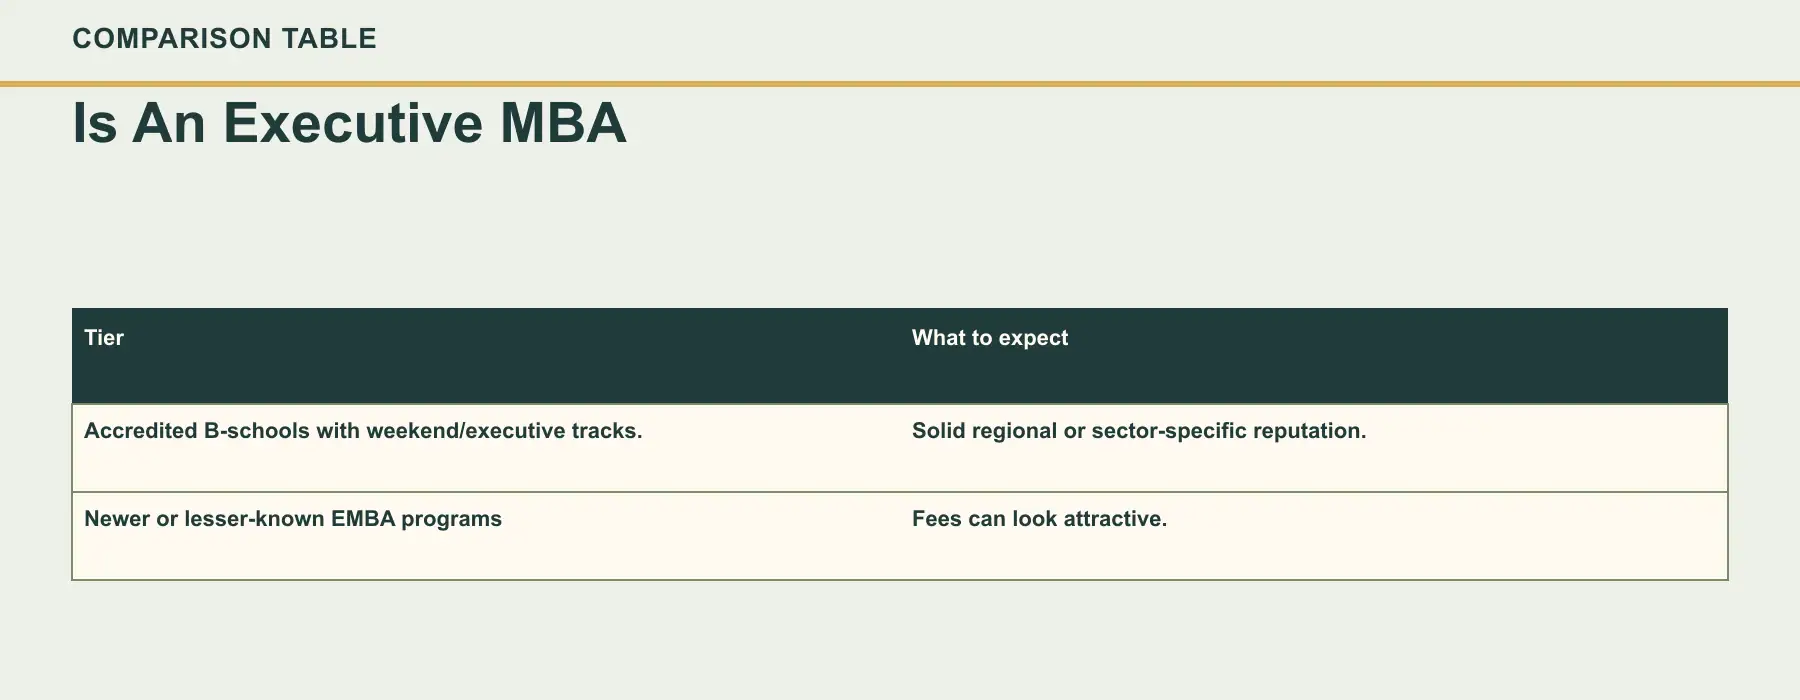 COMPARISON TABLE
Is An Executive MBA
Tier What to expect
Accredited B-schools with weekend/executive tracks. Solid regional or sector-specific reputation.
Newer or lesser-known EMBA programs Fees can look attractive.